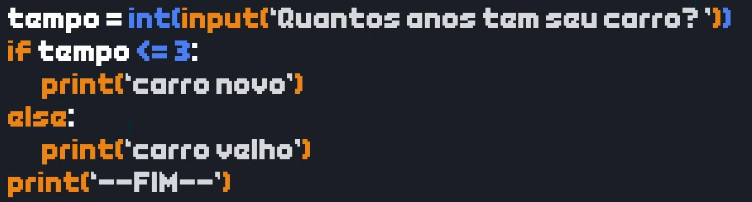 tempo = int(input(‘Quantos anos tem seu carro? ’))
if tempo <= 3:
    print(‘carro novo’)
else:
    print(‘carro velho’)
print(‘--FIM--’)